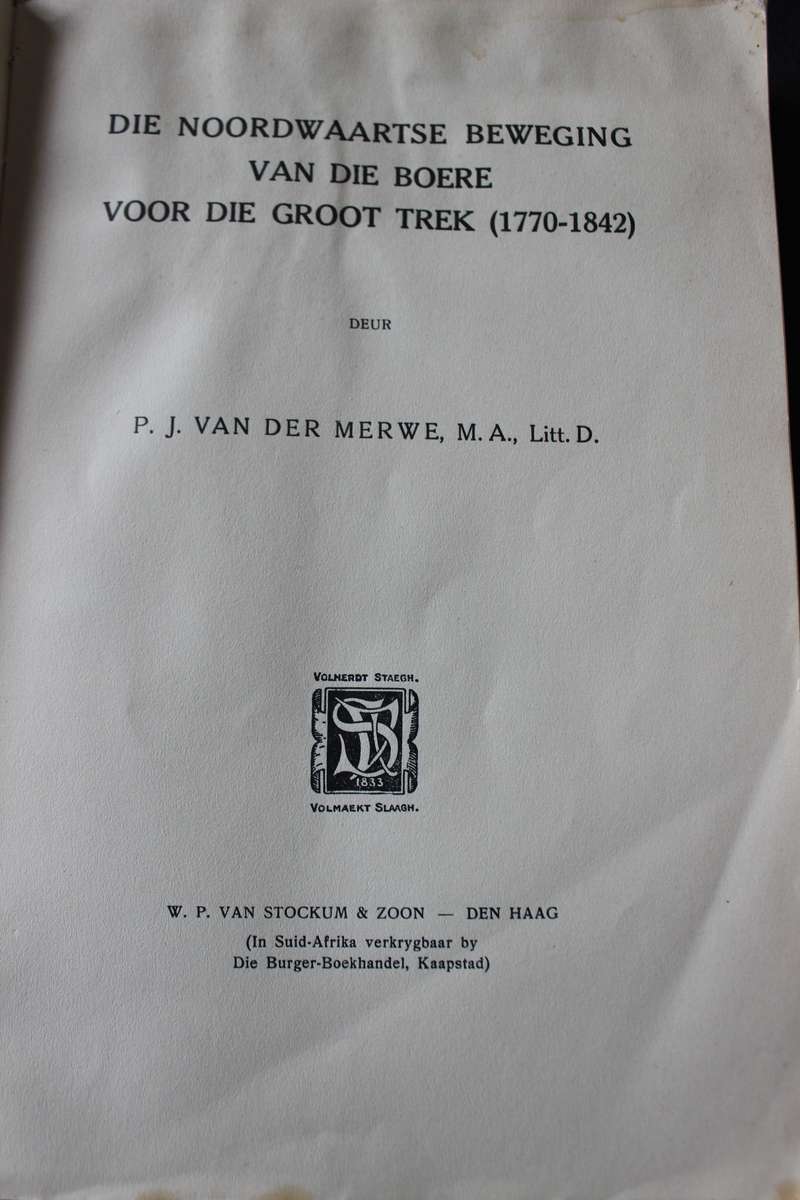 DIE NOORDWAARTSE BEWEGING
VAN DIE BOERE
VOOR DIE GROOT TREK (1770-1842)
DEUR
P. J. VAN DER MERWE, M. A., Litt. D.
VOLHERDT STAEGH.
1833
VOLMAEKT SLAAGH.
W. P. VAN STOCKUM & ZOON — DEN HAAG
(In Suid-Afrika verkrygbaar by
Die Burger-Boekhandel, Kaapstad)